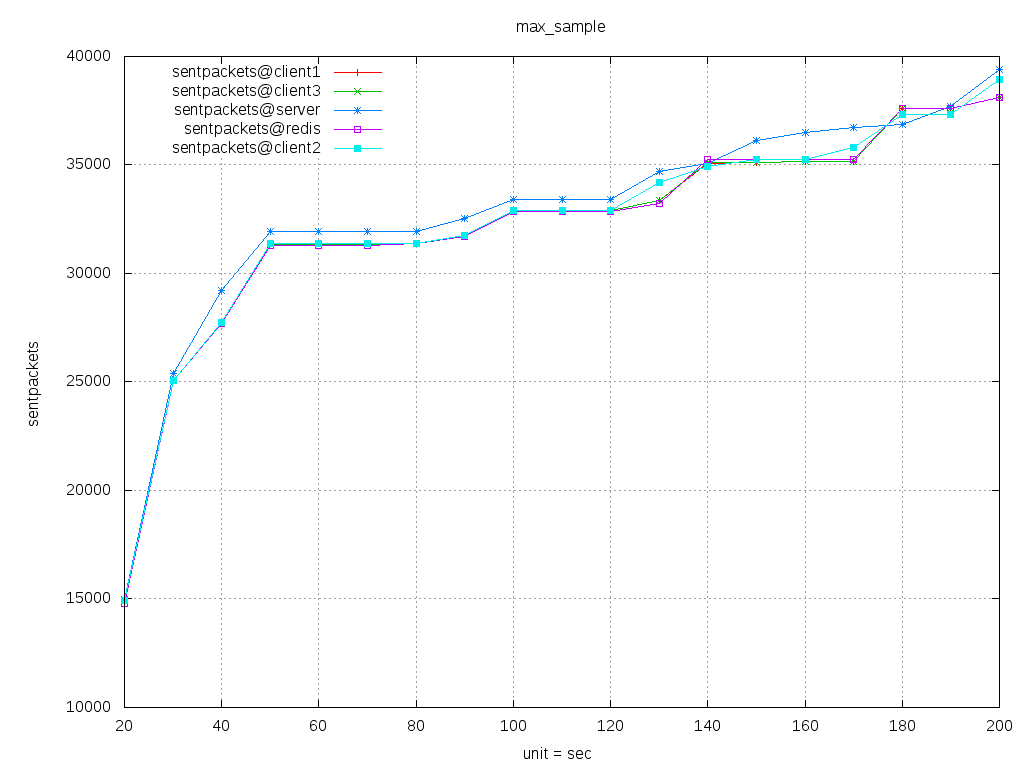 max_sample
40000
35000
30000
25000
20000
15000
10000
sentpackets
sentpackets@client1
sentpackets@client3
sentpackets@server
sentpackets@redis
sentpackets@client2
20 40 60 80 100 120 140 160 180 200
unit = sec